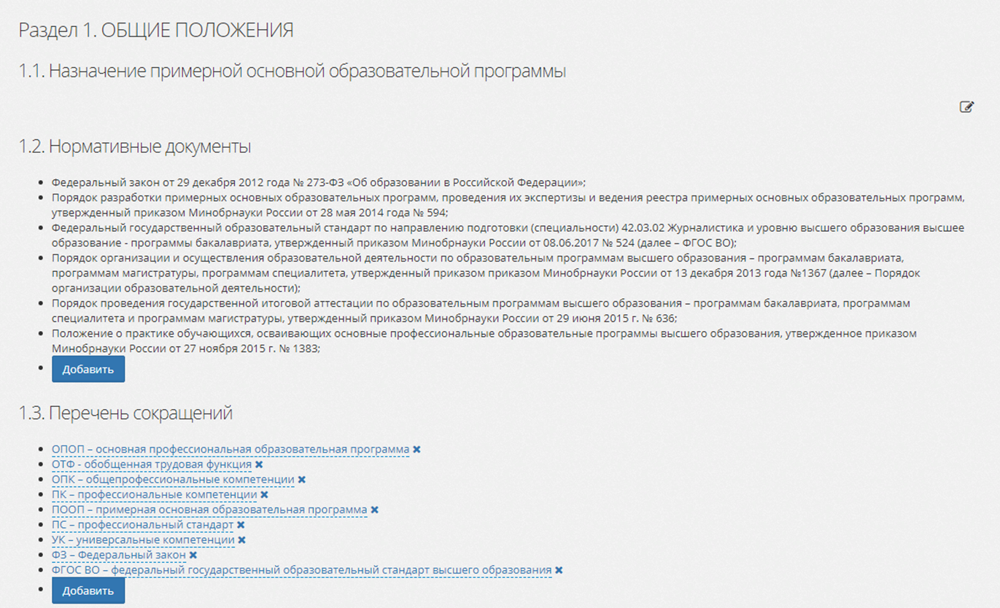 Раздел 1. ОБЩИЕ ПОЛОЖЕНИЯ
1.1. Назначение примерной основной образовательной программы
1.2. Нормативные документы
Федеральный закон от 29 декабря 2012 года № 273-ФЗ «Об образовании в Российской Федерации»;
Порядок разработки примерных основных образовательных программ, проведения их экспертизы и ведения реестра примерных основных образовательных программ,
утвержденный приказом Минобрнауки России от 28 мая 2014 года № 594;
Федеральный государственный образовательный стандарт по направлению подготовки (специальности) 42.03.02 Журналистика и уровню высшего образования высшее
образование - программы бакалавриата, утвержденный приказом Минобрнауки России от 08.06.2017 № 524 (далее – ФГОС ВО);
Порядок организации и осуществления образовательной деятельности по образовательным программам высшего образования – программам бакалавриата,
программам магистратуры, программам специалитета, утвержденный приказом приказом Минобрнауки России от 13 декабря 2013 года №1367 (далее – Порядок
организации образовательной деятельности);
Порядок проведения государственной итоговой аттестации по образовательным программам высшего образования – программам бакалавриата, программам
специалитета и программам магистратуры, утвержденный приказом Минобрнауки России от 29 июня 2015 г. № 636;
Положение о практике обучающихся, осваивающих основные профессиональные образовательные программы высшего образования, утвержденное приказом
Минобрнауки России от 27 ноября 2015 г. № 1383;
Добавить
1.3. Перечень сокращений
ОПОП – основная профессиональная образовательная программа
ОТФ - обобщенная трудовая функция
ОПК – общепрофессиональные компетенции
ПК – профессиональные компетенции
ПООП – примерная основная образовательная программа
ПС – профессиональный стандарт
УК – универсальные компетенции
ФЗ – Федеральный закон
ФГОС ВО – федеральный государственный образовательный стандарт высшего образования
Добавить